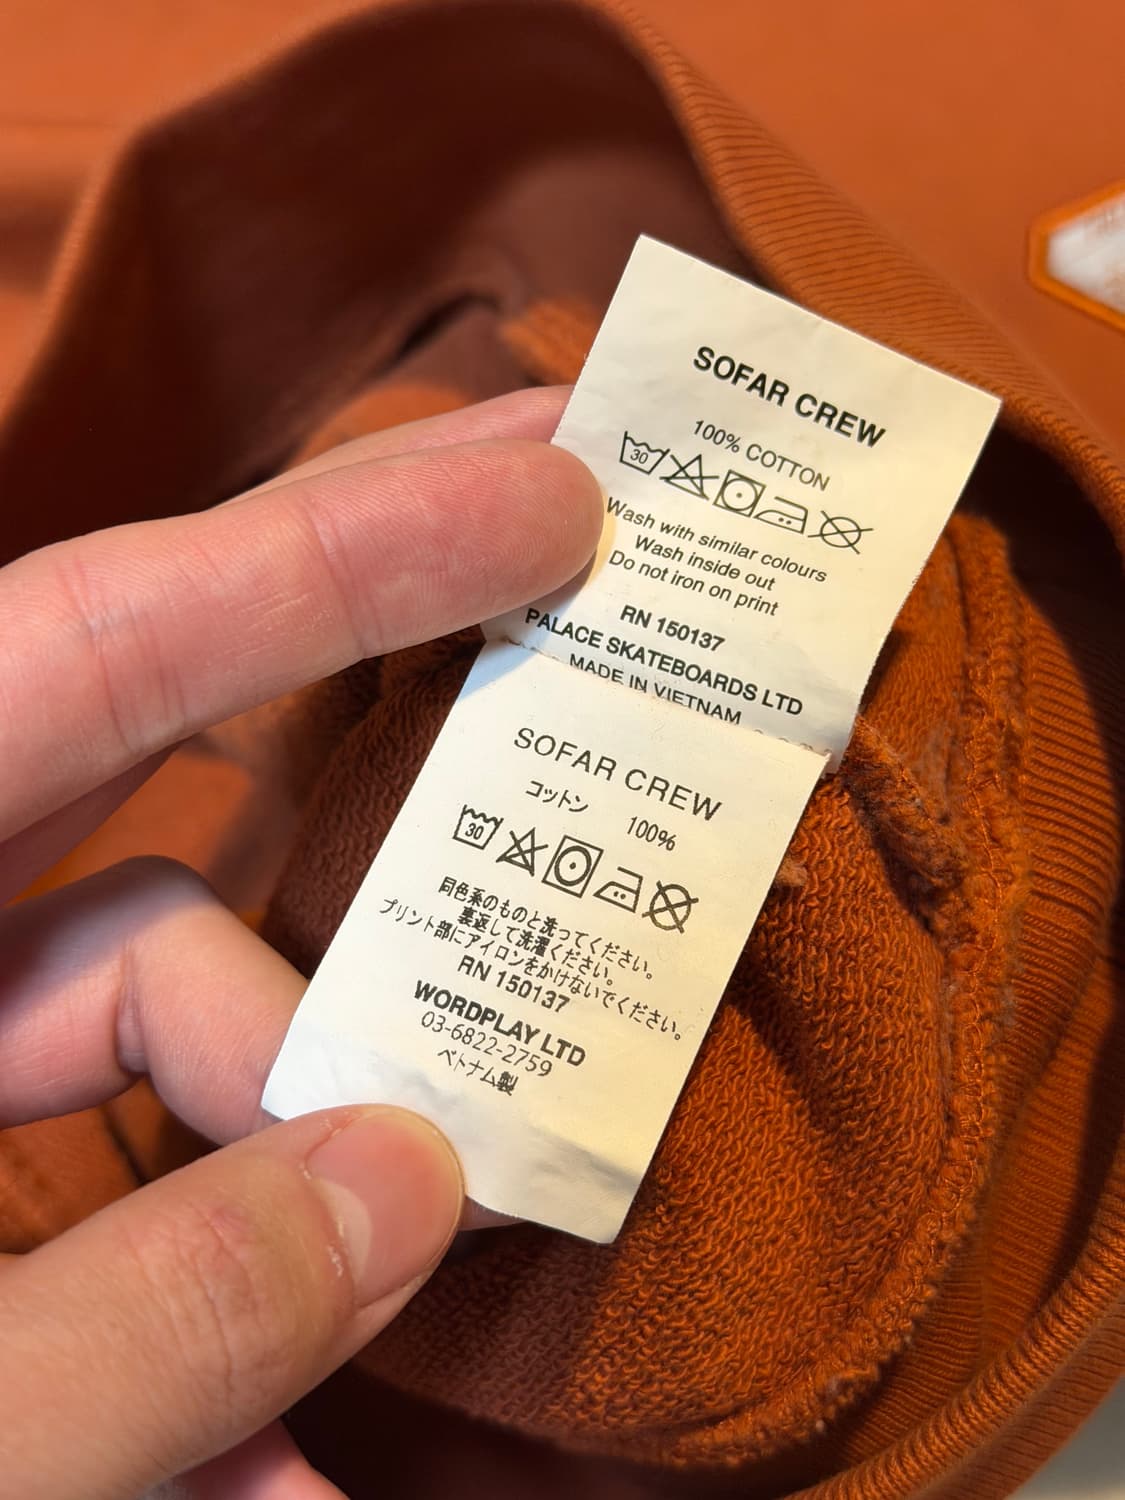 SOFAR CREW
100% COTTON
30
Wash with similar colours
Wash inside out
Do not iron on print
RN 150137
PALACE SKATEBOARDS LTD
MADE IN VIETNAM
SOFAR CREW
コットン 100%
30
同色系のものと洗ってください。
裏返して洗濯ください。
プリント部にアイロンをかけないでください。
RN 150137
WORDPLAY LTD
03-6822-2759
ベトナム製